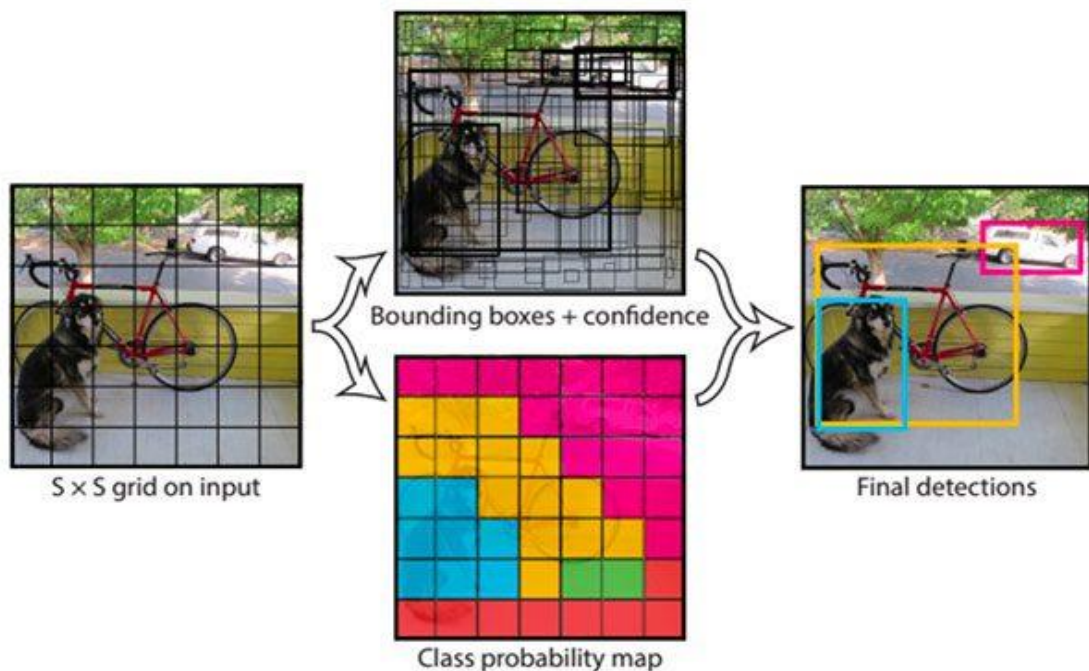 Bounding boxes + confidence
S × S grid on input
Final detections
Class probability map